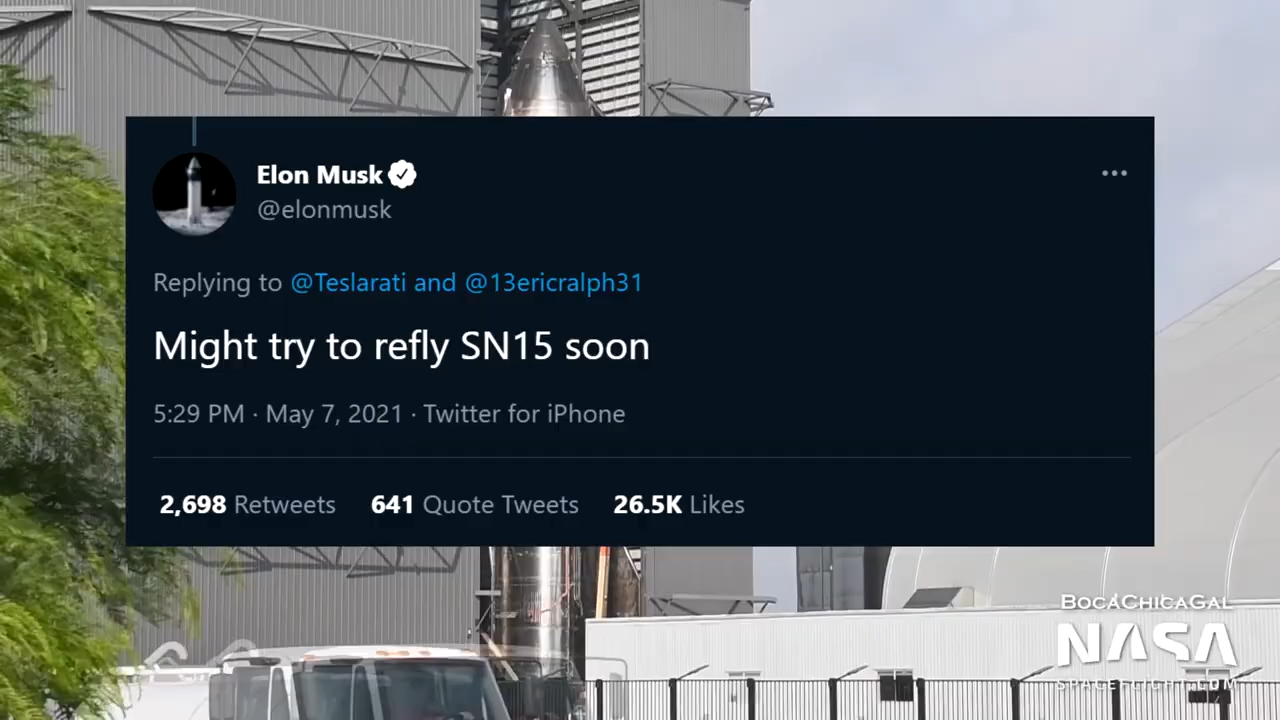 Elon Musk
@elonmusk
Replying to @Teslarati and @13ericralph31
Might try to refly SN15 soon
5:29 PM · May 7, 2021 · Twitter for iPhone
2,698 Retweets 641 Quote Tweets 26.5K Likes
BOCACHICAGAL
NASA
SPACEFLIGHT.COM